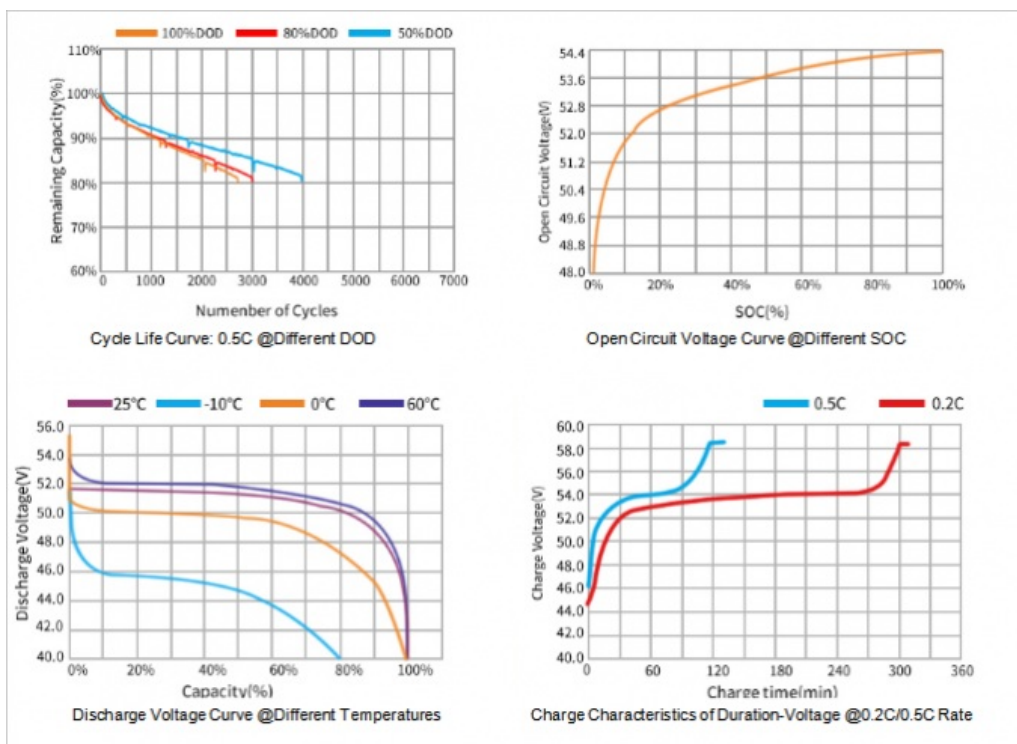 100%DOD 80%DOD 50%DOD
110%
100%
90%
80%
70%
60%
Remaining Capacity(%)
0 1000 2000 3000 4000 5000 6000 7000
Numenber of Cycles
Cycle Life Curve: 0.5C @Different DOD
54.4
53.6
52.8
52.0
51.2
50.4
49.6
48.8
48.0
Open Circuit Voltage(V)
0% 20% 40% 60% 80% 100%
SOC(%)
Open Circuit Voltage Curve @Different SOC
25°C -10°C 0°C 60°C
56.0
54.0
52.0
50.0
48.0
46.0
44.0
42.0
40.0
Discharge Voltage(V)
0% 20% 40% 60% 80% 100%
Capacity(%)
Discharge Voltage Curve @Different Temperatures
0.5C 0.2C
60.0
58.0
56.0
54.0
52.0
50.0
48.0
46.0
44.0
42.0
40.0
Charge Voltage(V)
0 60 120 180 240 300 360
Charge time(min)
Charge Characteristics of Duration-Voltage @0.2C/0.5C Rate